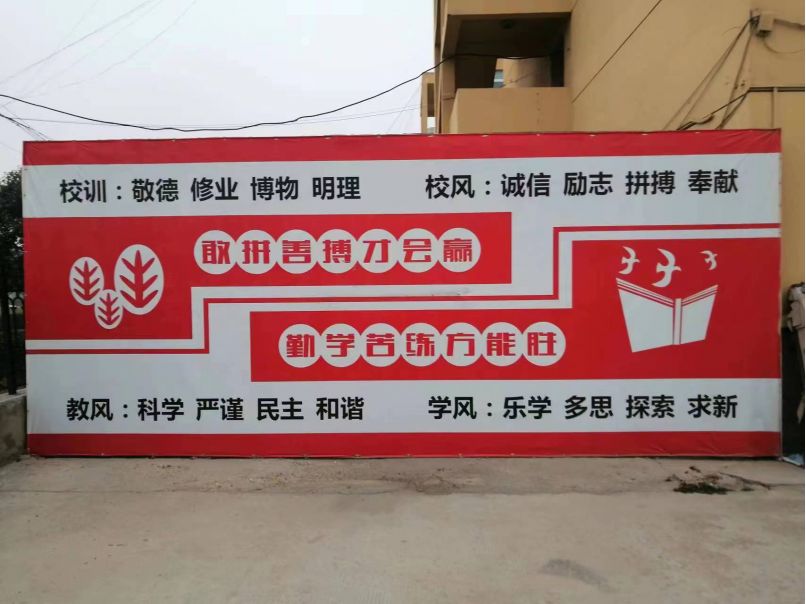 校训：敬德 修业 博物 明理
校风：诚信 励志 拼搏 奉献
敢拼善搏才会赢
勤学苦练方能胜
教风：科学 严谨 民主 和谐
学风：乐学 多思 探索 求新